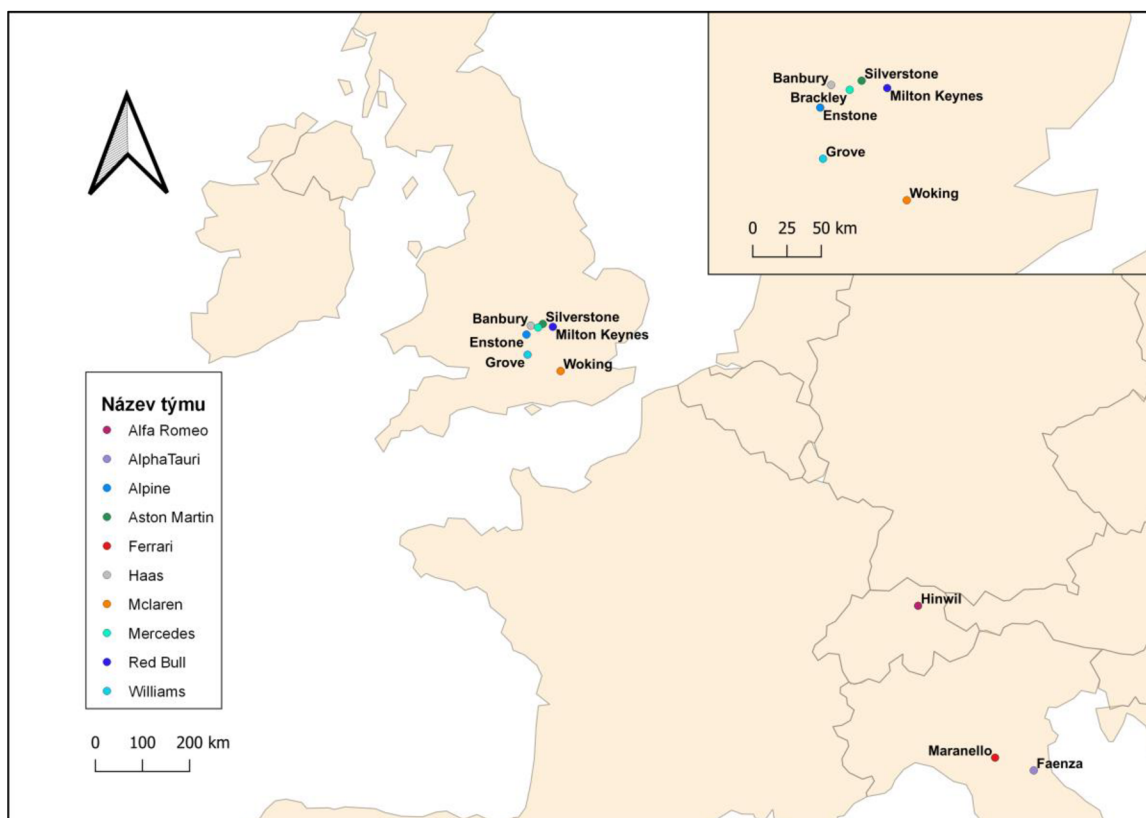 Banbury
Silverstone
Brackley
Milton Keynes
Enstone
Grove
Woking
0 25 50 km
Banbury
Silverstone
Enstone
Milton Keynes
Grove
Woking
Název týmu
Alfa Romeo
AlphaTauri
Alpine
Aston Martin
Ferrari
Haas
Mclaren
Mercedes
Red Bull
Williams
0 100 200 km
Hinwil
Maranello
Faenza